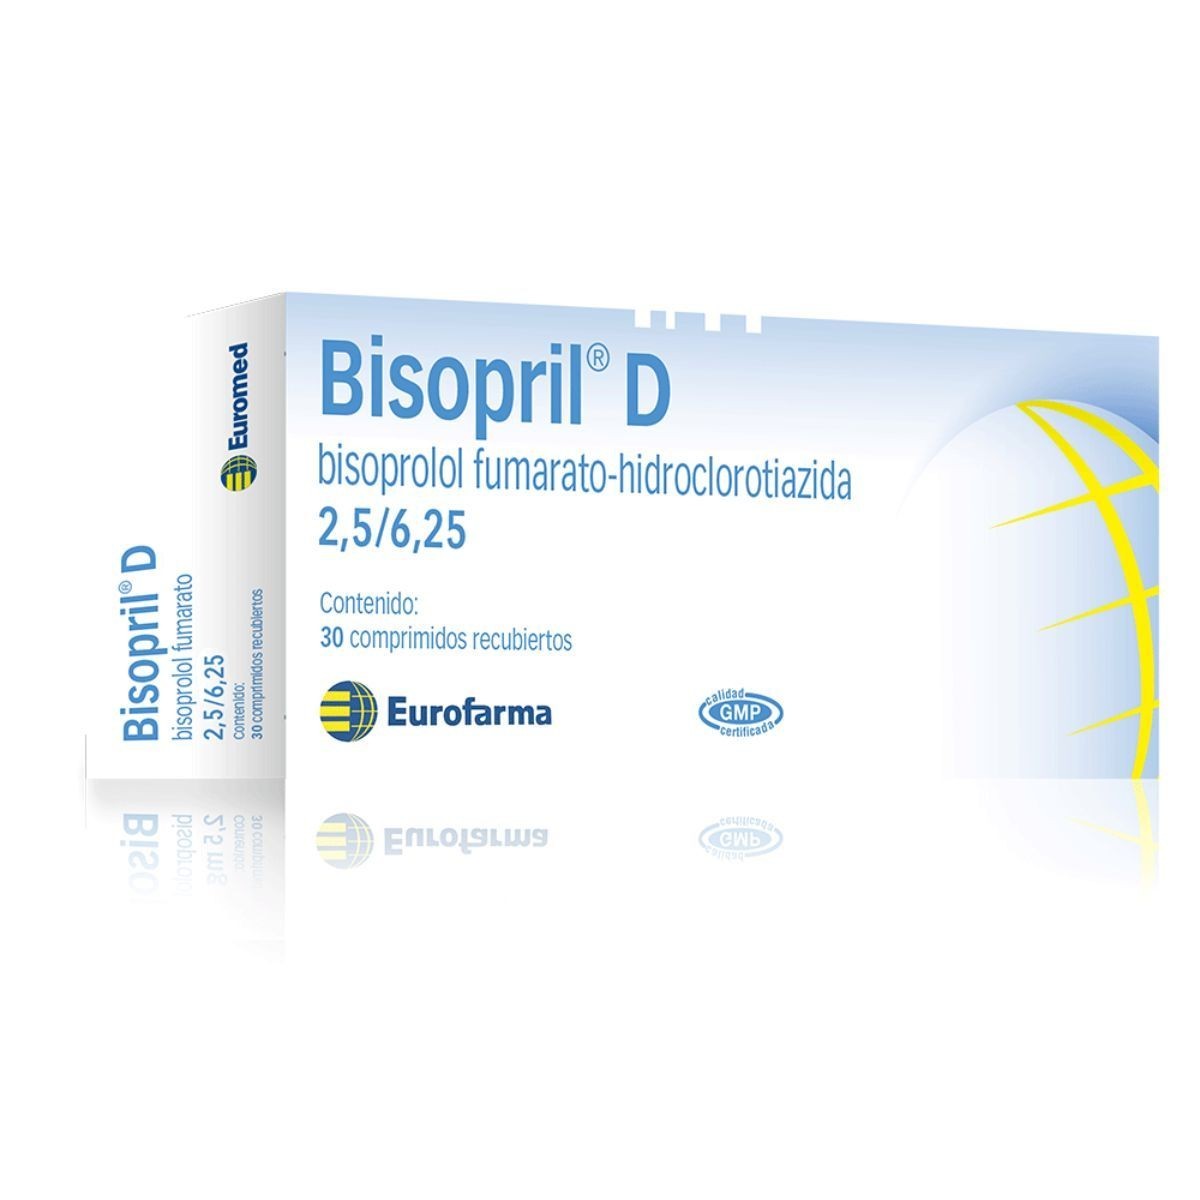 Bisopril® D
bisoprolol fumarato-hidroclorotiazida
2,5/6,25
Contenido:
30 comprimidos recubiertos
Eurofarma
calidad
GMP
certificada
Euromed
Bisopril® D
bisoprolol fumarato
2,5/6,25
Contenido:
30 comprimidos recubiertos